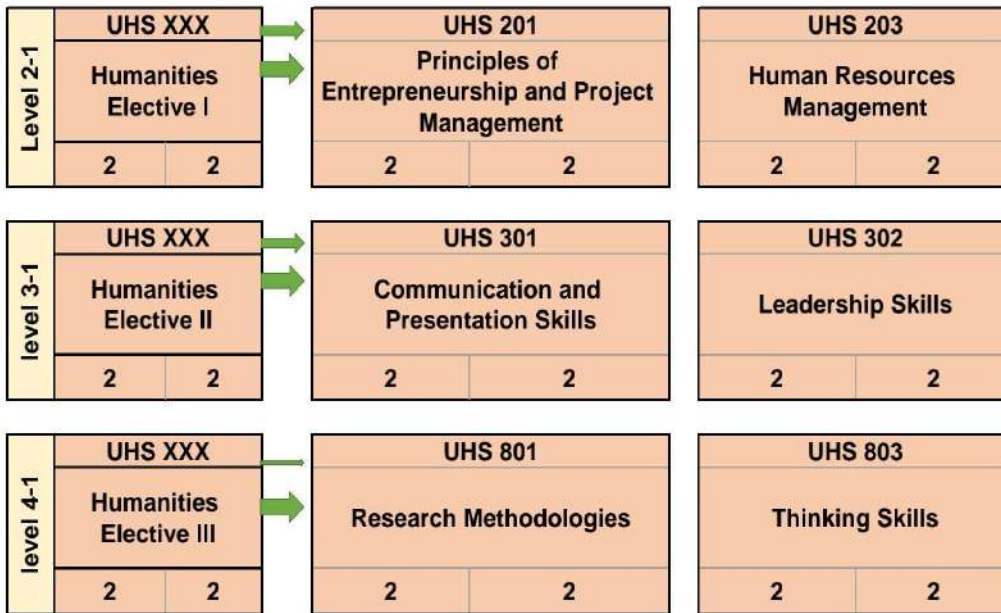 Level 2-1
UHS XXX
Humanities
Elective I
2 2
UHS 201
Principles of
Entrepreneurship and Project
Management
2 2
UHS 203
Human Resources
Management
2 2
level 3-1
UHS XXX
Humanities
Elective II
2 2
UHS 301
Communication and
Presentation Skills
2 2
UHS 302
Leadership Skills
2 2
level 4-1
UHS XXX
Humanities
Elective III
2 2
UHS 801
Research Methodologies
2 2
UHS 803
Thinking Skills
2 2